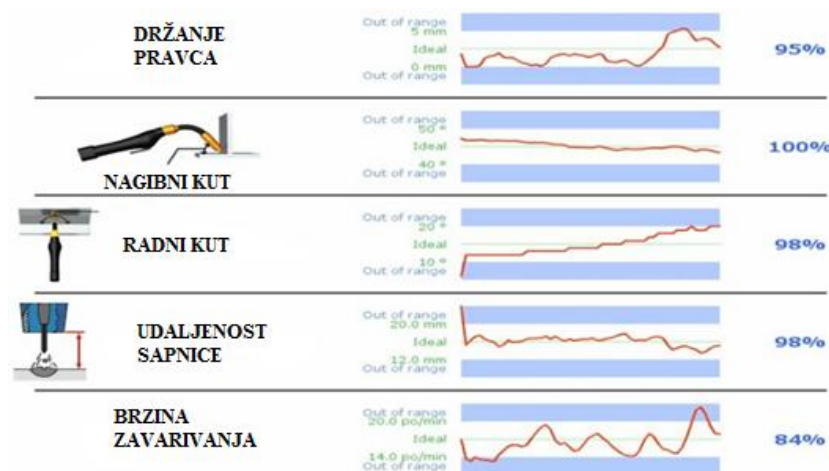 DRŽANJE
PRAVCA
Out of range
5 mm
Ideal
0 mm
Out of range
95%
NAGIBNI KUT
Out of range
50 °
Ideal
40 °
Out of range
100%
RADNI KUT
Out of range
20 °
Ideal
10 °
Out of range
98%
UDALJENOST
SAPNICE
Out of range
20.0 mm
Ideal
12.0 mm
Out of range
98%
BRZINA
ZAVARIVANJA
Out of range
20.0 po/min
Ideal
14.0 po/min
Out of range
84%